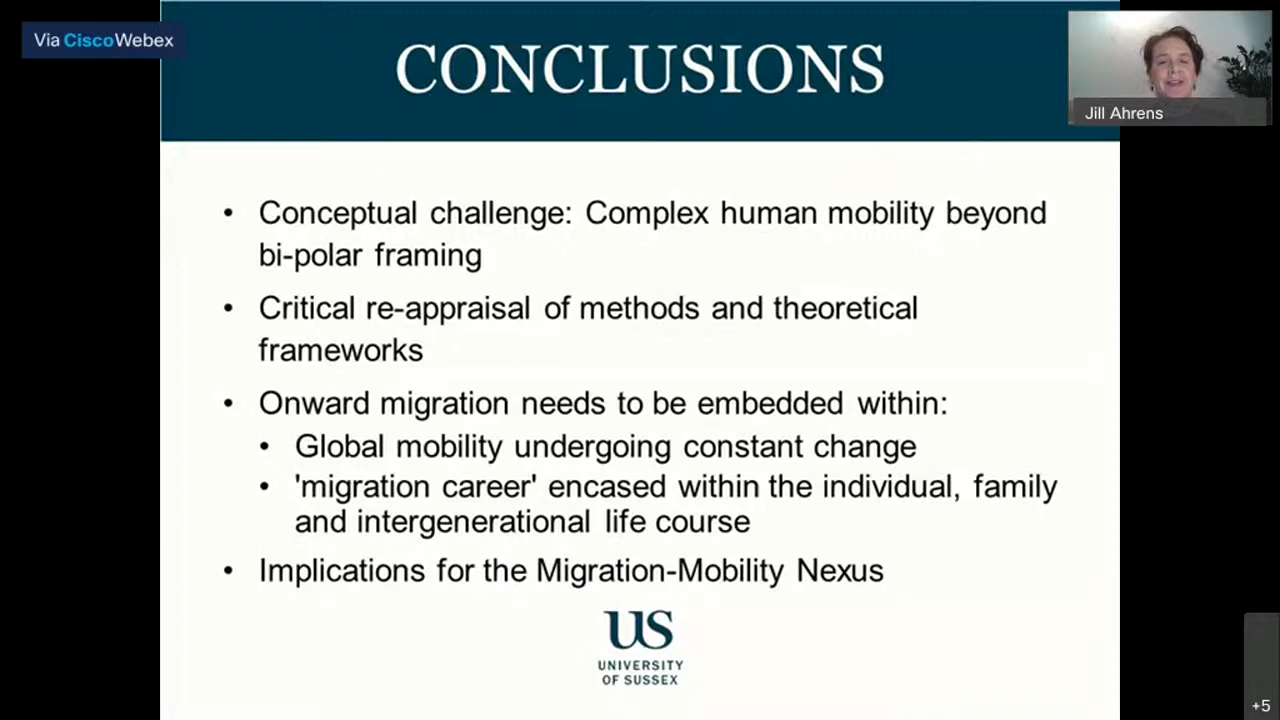 Via CiscoWebex
CONCLUSIONS
Jill Ahrens
• Conceptual challenge: Complex human mobility beyond
bi-polar framing
• Critical re-appraisal of methods and theoretical
frameworks
• Onward migration needs to be embedded within:
• Global mobility undergoing constant change
• 'migration career' encased within the individual, family
and intergenerational life course
• Implications for the Migration-Mobility Nexus
US
UNIVERSITY
OF SUSSEX
+5